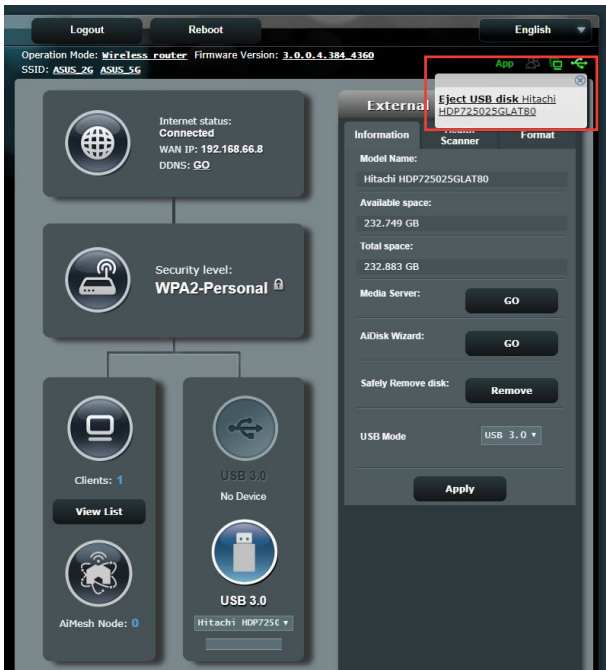 Logout
Reboot
English
Operation Mode: Wireless router Firmware Version: 3.0.0.4.384_4360
SSID: ASUS_2G ASUS_5G
App
Eject USB disk Hitachi
HDP725025GLAT80
External
Internet status:
Connected
WAN IP: 192.168.66.8
DDNS: GO
Security level:
WPA2-Personal
Clients: 1
View List
AiMesh Node: 0
USB 3.0
No Device
USB 3.0
Hitachi HDP7250
Information
Scanner
Format
Model Name:
Hitachi HDP725025GLAT80
Available space:
232.749 GB
Total space:
232.883 GB
Media Server:
GO
AiDisk Wizard:
GO
Safely Remove disk:
Remove
USB Mode
USB 3.0
Apply